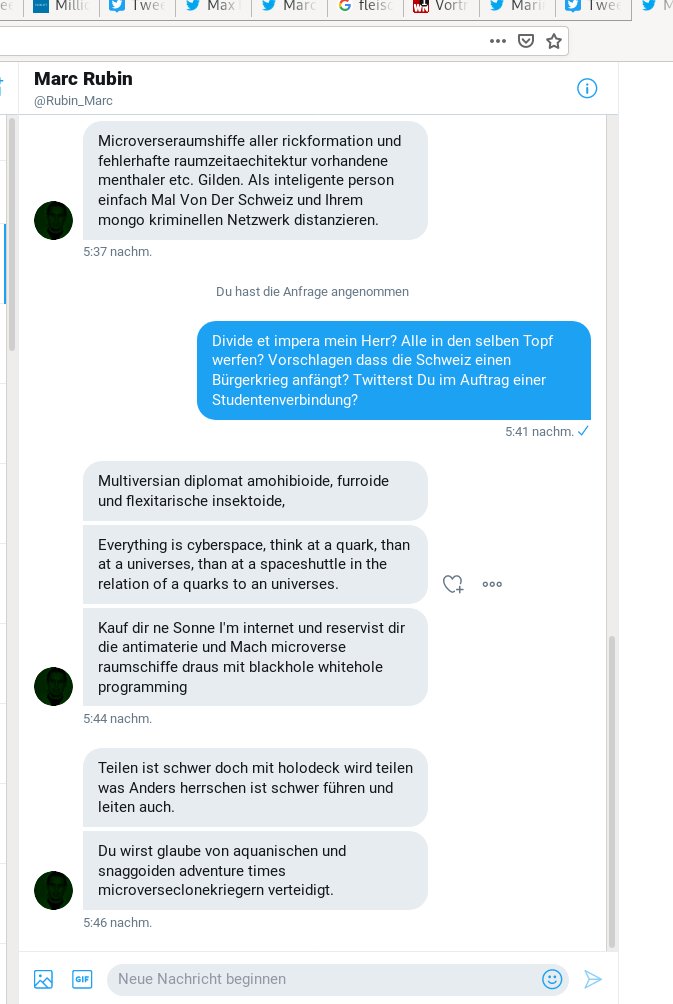 Millic
Twee
Max
Marc
fleisc
Vortr
Marin
Twee
Marc Rubin
@Rubin_Marc
Microverseraumshiffe aller rickformation und
fehlerhafte raumzeitaechitektur vorhandene
menthaler etc. Gilden. Als inteligente person
einfach Mal Von Der Schweiz und Ihrem
mongo kriminellen Netzwerk distanzieren.
5:37 nachm.
Du hast die Anfrage angenommen
Divide et impera mein Herr? Alle in den selben Topf
werfen? Vorschlagen dass die Schweiz einen
Bürgerkrieg anfängt? Twitterst Du im Auftrag einer
Studentenverbindung?
5:41 nachm.
Multiversian diplomat amohibioide, furroide
und flexitarische insektoide,
Everything is cyberspace, think at a quark, than
at a universes, than at a spaceshuttle in the
relation of a quarks to an universes.
Kauf dir ne Sonne I'm internet und reservist dir
die antimaterie und Mach microverse
raumschiffe draus mit blackhole whitehole
programming
5:44 nachm.
Teilen ist schwer doch mit holodeck wird teilen
was Anders herrschen ist schwer führen und
leiten auch.
Du wirst glaube von aquanischen und
snaggoiden adventure times
microverseclonekriegern verteidigt.
5:46 nachm.
GIF
Neue Nachricht beginnen